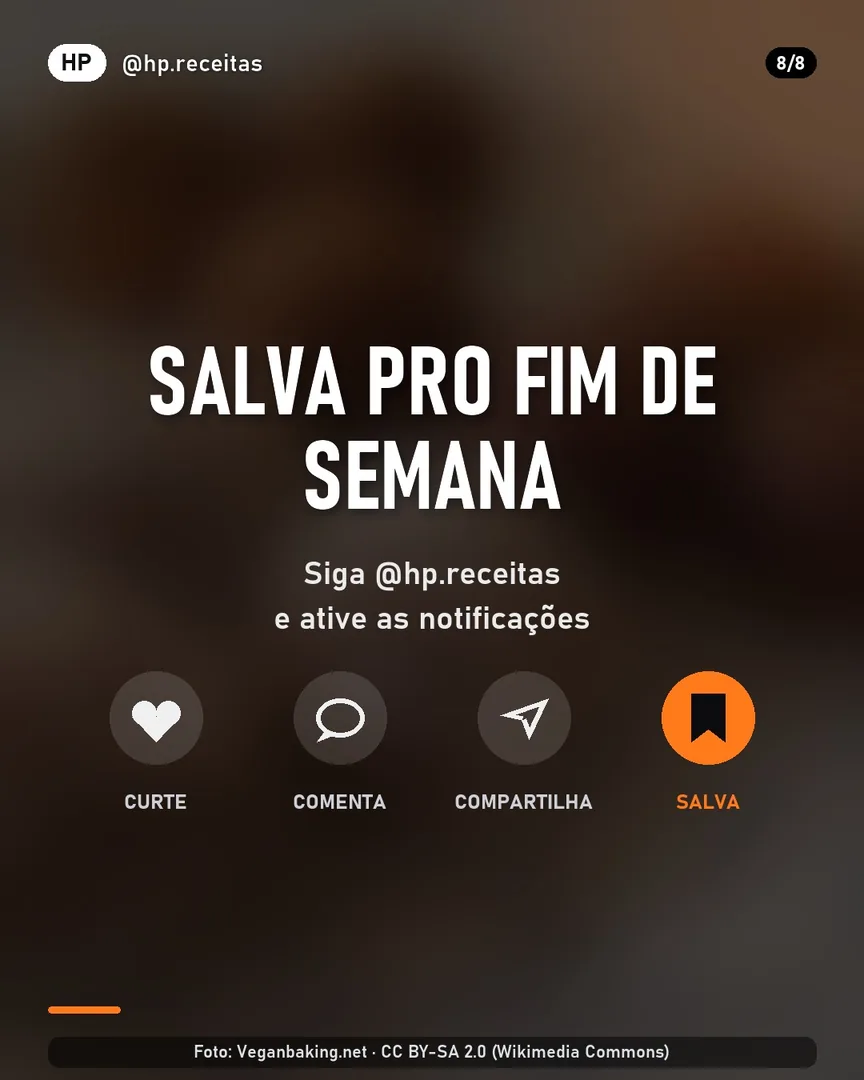 HP @hp.receitas 8/8
SALVA PRO FIM DE
SEMANA
Siga @hp.receitas
e ative as notificações
CURTE COMENTA COMPARTILHA SALVA
Foto: Veganbaking.net · CC BY-SA 2.0 (Wikimedia Commons)